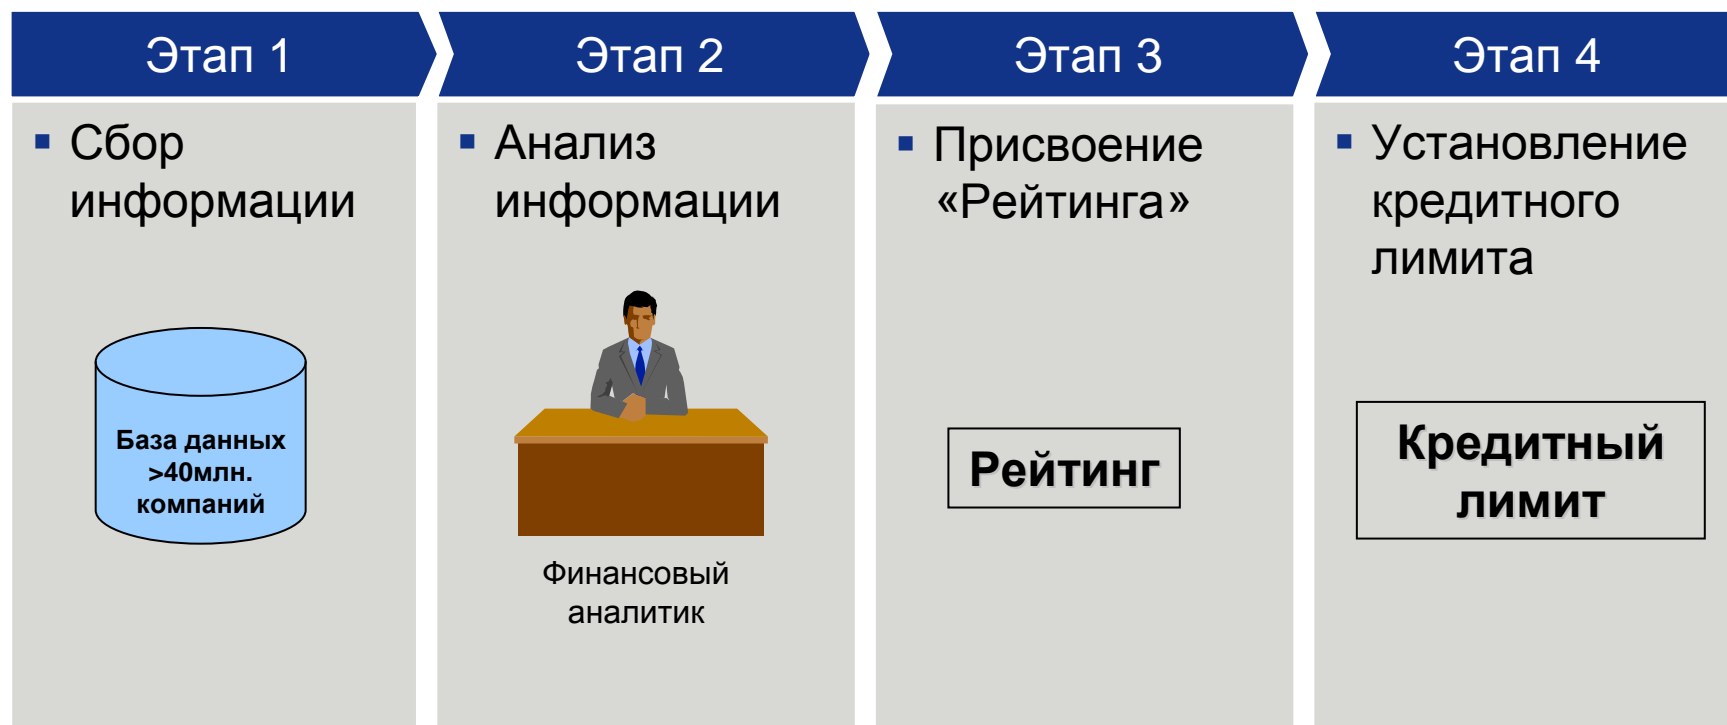 Этап 1
Этап 2
Этап 3
Этап 4
Сбор
информации
База данных
>40млн.
компаний
Анализ
информации
Финансовый
аналитик
Присвоение
«Рейтинга»
Рейтинг
Установление
кредитного
лимита
Кредитный
лимит